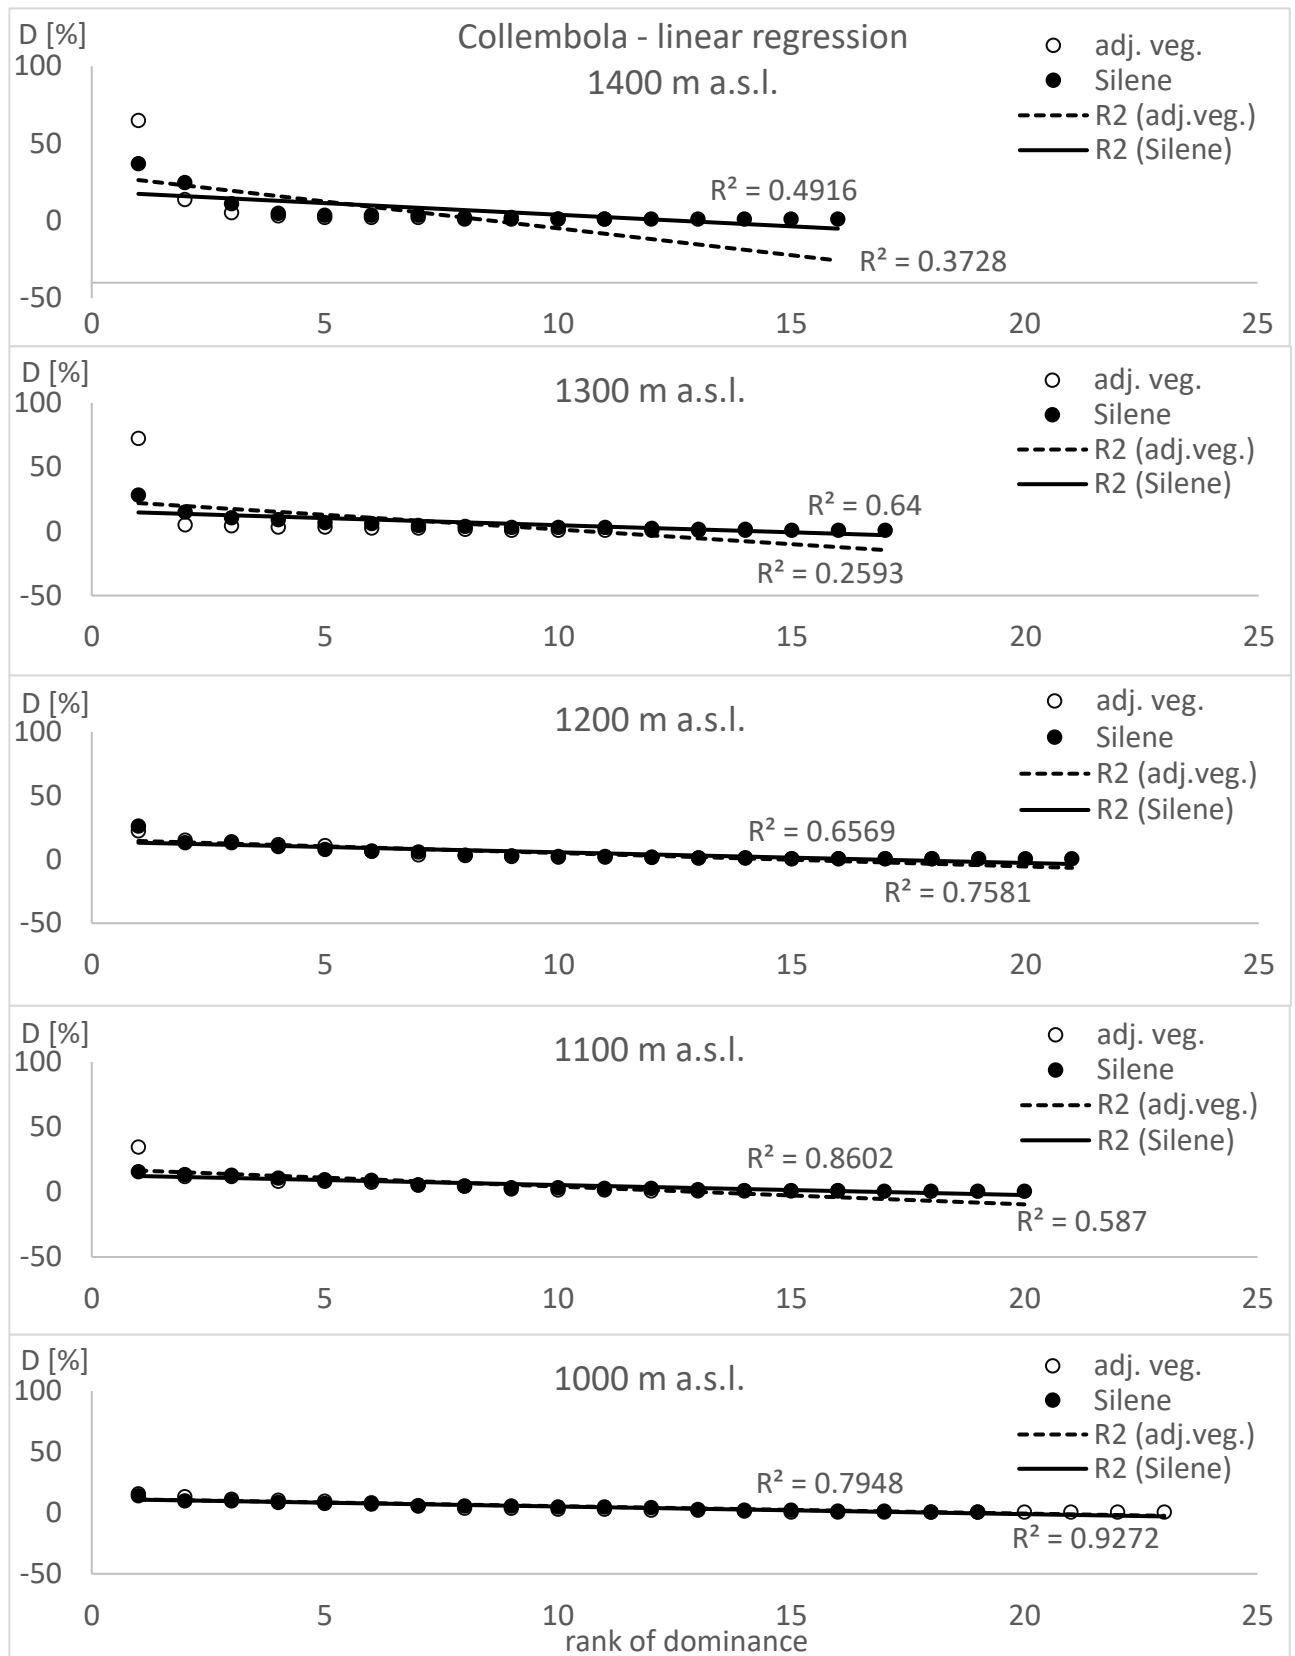 D [%]
Collembola - linear regression
1400 m a.s.l.
adj. veg.
Silene
R2 (adj.veg.)
R2 (Silene)
100
50
0
-50
R² = 0.4916
R² = 0.3728
0 5 10 15 20 25
D [%]
1300 m a.s.l.
adj. veg.
Silene
R2 (adj.veg.)
R2 (Silene)
100
50
0
-50
R² = 0.64
R² = 0.2593
0 5 10 15 20 25
D [%]
1200 m a.s.l.
adj. veg.
Silene
R2 (adj.veg.)
R2 (Silene)
100
50
0
-50
R² = 0.6569
R² = 0.7581
0 5 10 15 20 25
D [%]
1100 m a.s.l.
adj. veg.
Silene
R2 (adj.veg.)
R2 (Silene)
100
50
0
-50
R² = 0.8602
R² = 0.587
0 5 10 15 20 25
D [%]
1000 m a.s.l.
adj. veg.
Silene
R2 (adj.veg.)
R2 (Silene)
100
50
0
-50
R² = 0.7948
R² = 0.9272
0 5 10 15 20 25
rank of dominance